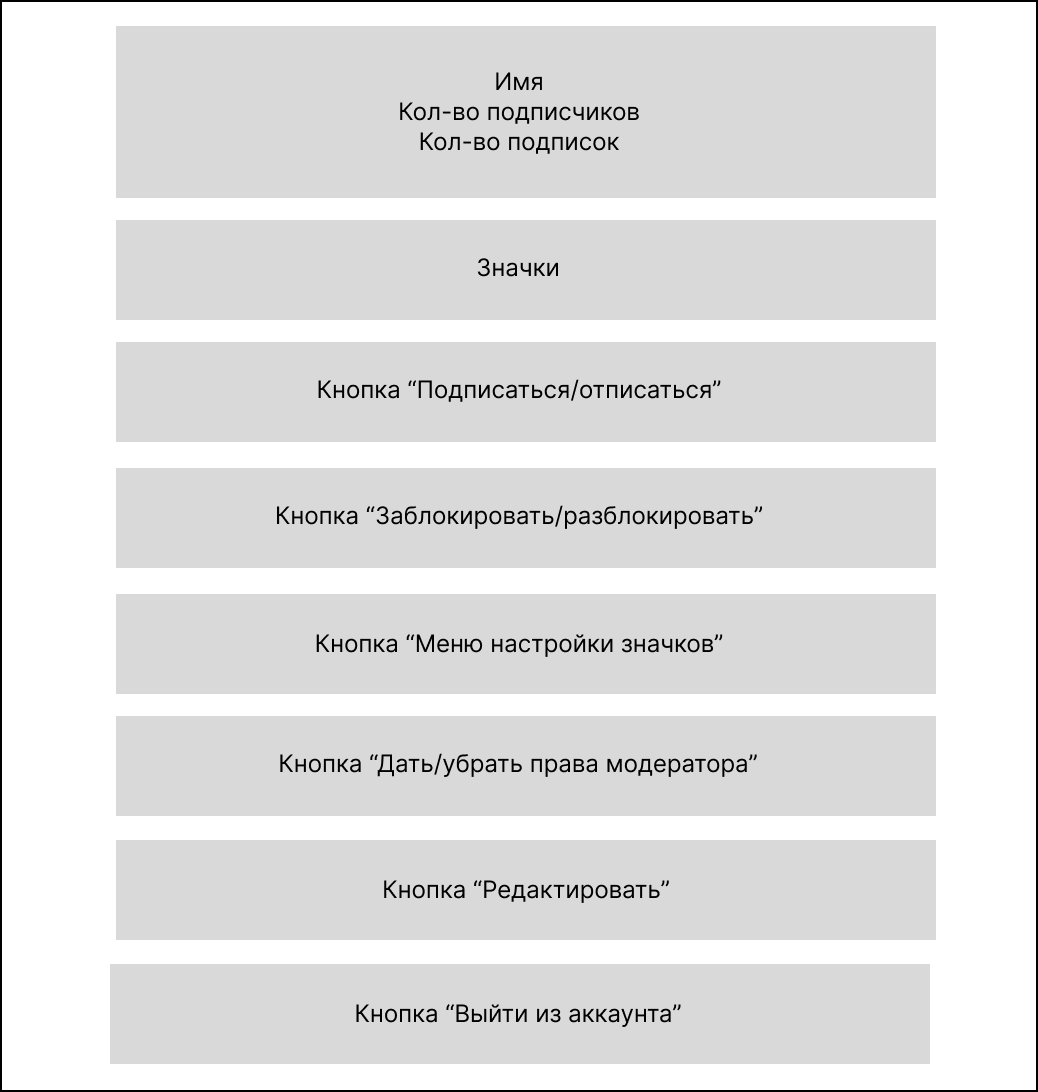 Имя
Кол-во подписчиков
Кол-во подписок
Значки
Кнопка “Подписаться/отписаться”
Кнопка “Заблокировать/разблокировать”
Кнопка “Меню настройки значков”
Кнопка “Дать/убрать права модератора”
Кнопка “Редактировать”
Кнопка “Выйти из аккаунта”